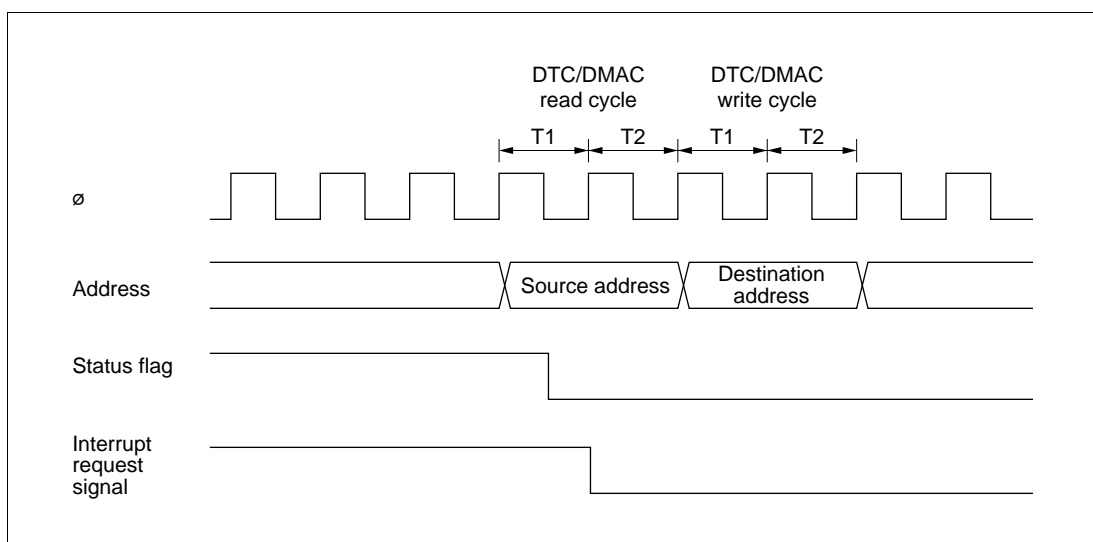 DTC/DMAC
read cycle
DTC/DMAC
write cycle
T1
T2
T1
T2
ø
Address
Source address
Destination
address
Status flag
Interrupt
request
signal